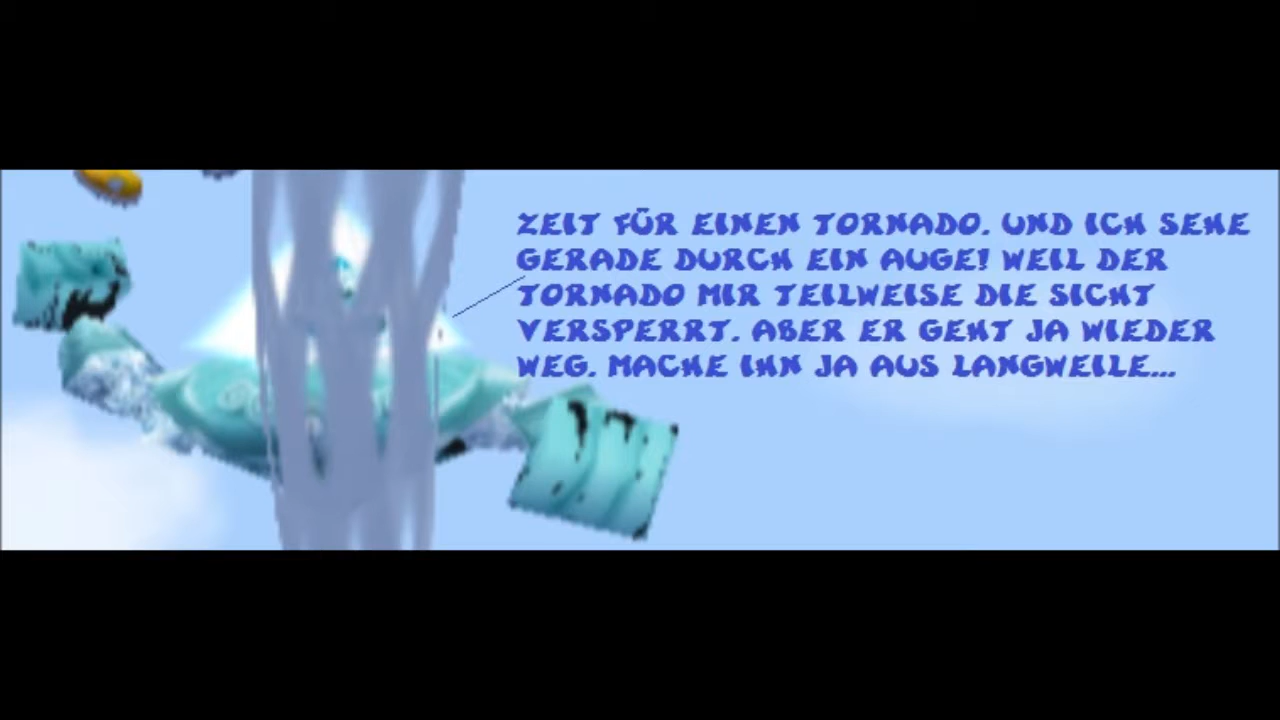 ZEIT FÜR EINEN TORNADO. UND ICH SEHE
GERADE DURCH EIN AUGE! WEIL DER
TORNADO MIR TEILWEISE DIE SICHT
VERSPERRT. ABER ER GEHT JA WIEDER
WEG. MACHE IHN JA AUS LANGWEILE...